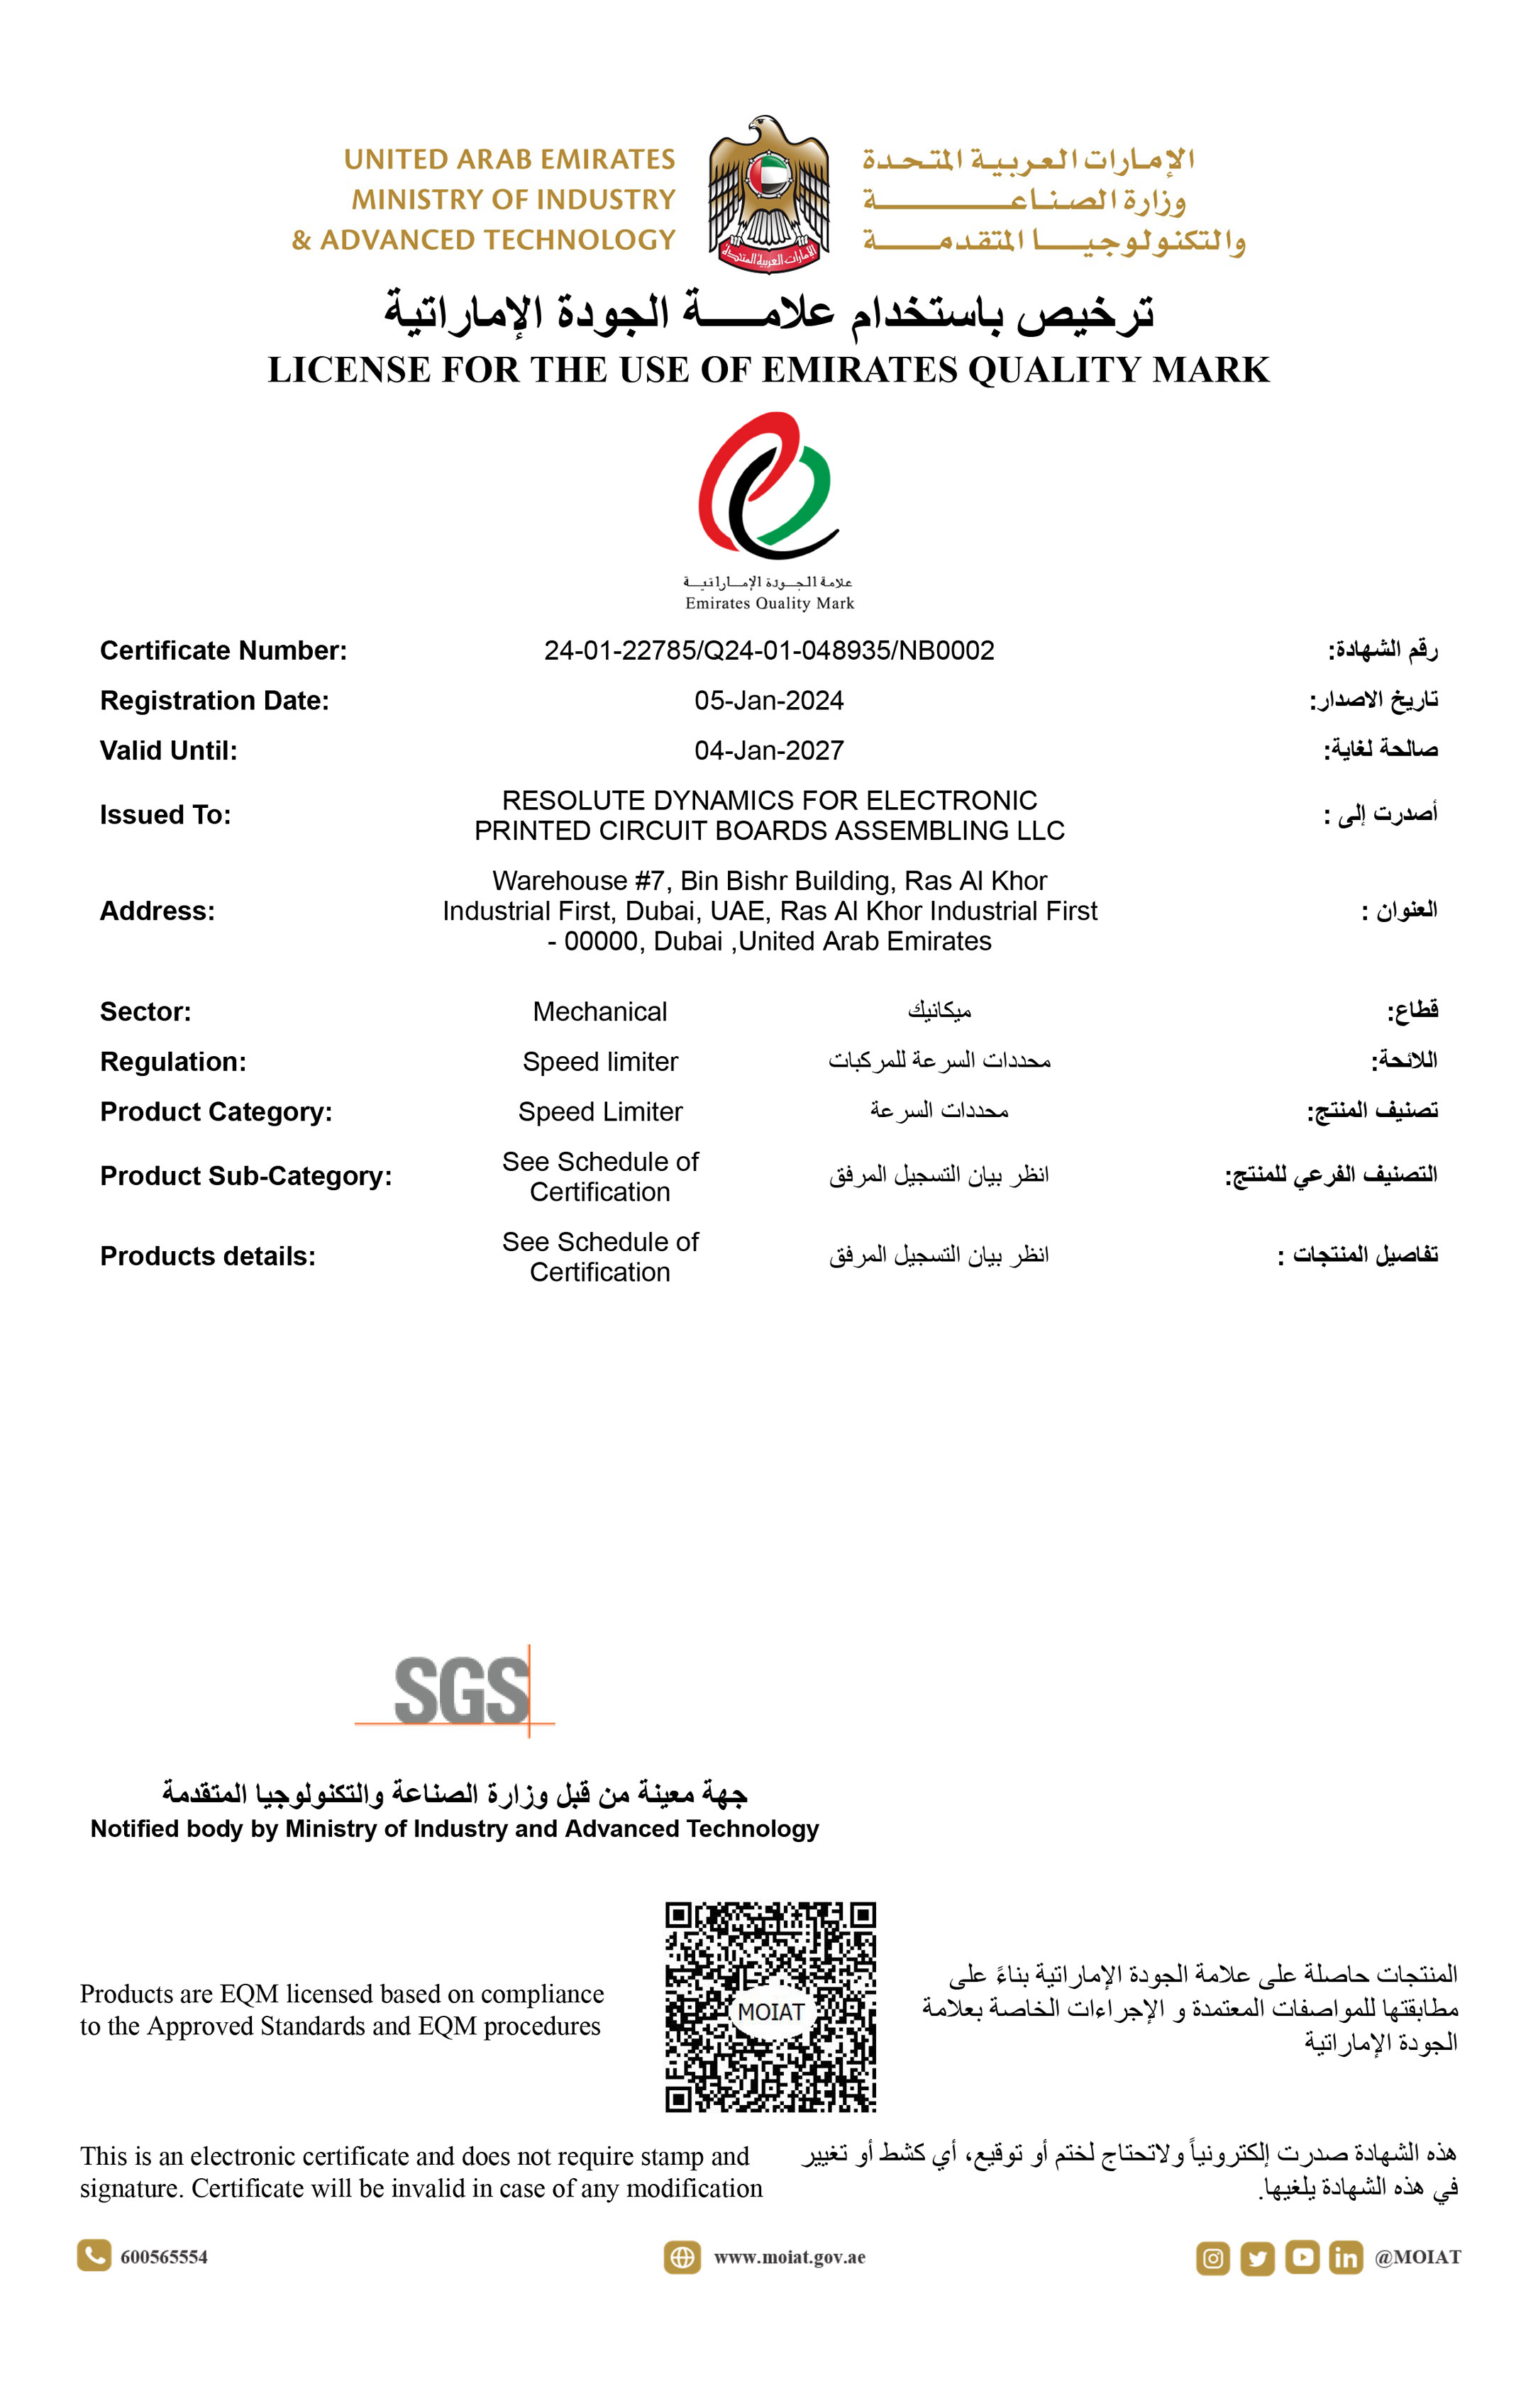 UNITED ARAB EMIRATES
MINISTRY OF INDUSTRY
& ADVANCED TECHNOLOGY
الإمارات العربية المتحدة
وزارة الصناعة
والتكنولوجيا المتقدمة
الإمارات العربية المتحدة
ترخيص باستخدام علامـــــة الجودة الإماراتية
LICENSE FOR THE USE OF EMIRATES QUALITY MARK
علامة الجودة الإماراتية
Emirates Quality Mark
Certificate Number: 24-01-22785/Q24-01-048935/NB0002 رقم الشهادة:
Registration Date: 05-Jan-2024 تاريخ الاصدار:
Valid Until: 04-Jan-2027 صالحة لغاية:
Issued To: RESOLUTE DYNAMICS FOR ELECTRONIC
PRINTED CIRCUIT BOARDS ASSEMBLING LLC أصدرت إلى :
Address: Warehouse #7, Bin Bishr Building, Ras Al Khor
Industrial First, Dubai, UAE, Ras Al Khor Industrial First
- 00000, Dubai ,United Arab Emirates العنوان :
Sector: Mechanical ميكانيك قطاع:
Regulation: Speed limiter محددات السرعة للمركبات اللائحة:
Product Category: Speed Limiter محددات السرعة تصنيف المنتج:
Product Sub-Category: See Schedule of
Certification انظر بيان التسجيل المرفق التصنيف الفرعي للمنتج:
Products details: See Schedule of
Certification انظر بيان التسجيل المرفق تفاصيل المنتجات :
SGS
جهة معينة من قبل وزارة الصناعة والتكنولوجيا المتقدمة
Notified body by Ministry of Industry and Advanced Technology
Products are EQM licensed based on compliance
to the Approved Standards and EQM procedures
MOIAT
المنتجات حاصلة على علامة الجودة الإماراتية بناءً على
مطابقتها للمواصفات المعتمدة و الإجراءات الخاصة بعلامة
الجودة الإماراتية
This is an electronic certificate and does not require stamp and
signature. Certificate will be invalid in case of any modification
هذه الشهادة صدرت إلكترونياً ولاتحتاج لختم أو توقيع، أي كشط أو تغيير
في هذه الشهادة يلغيها.
600565554
www.moiat.gov.ae
@MOIAT